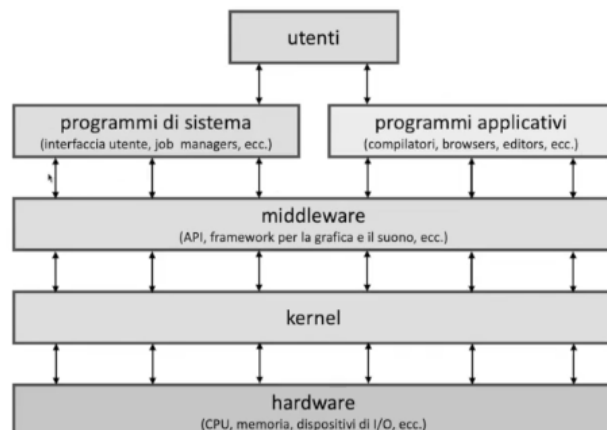 utenti
programmi di sistema
(interfaccia utente, job managers, ecc.)
programmi applicativi
(compilatori, browsers, editors, ecc.)
middleware
(API, framework per la grafica e il suono, ecc.)
kernel
hardware
(CPU, memoria, dispositivi di I/O, ecc.)